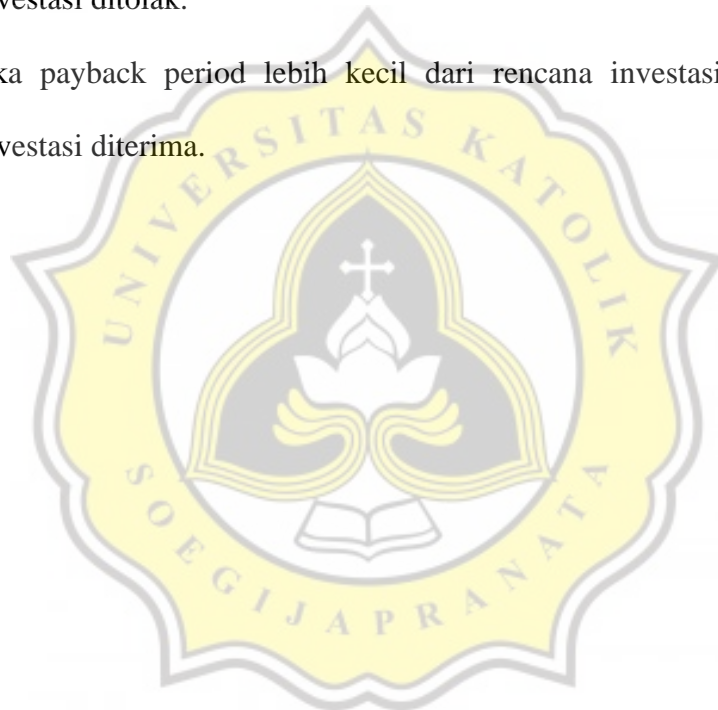 vestasi ditolak.
ka payback period lebih kecil dari rencana investasi
vestasi diterima.
UNIVERSITAS KATOLIK
SOEGIJAPRANATA